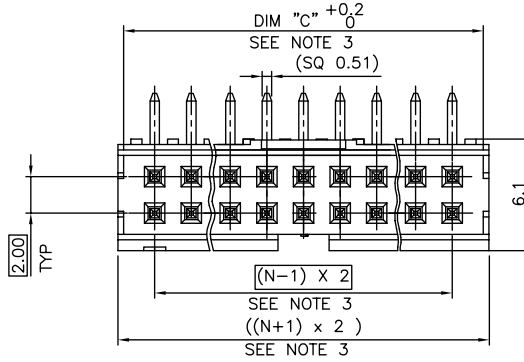 DIM "C" +0.2 0
SEE NOTE 3
(SQ 0.51)
6.1
2.00
TYP
(N-1) X 2
SEE NOTE 3
((N+1) x 2 )
SEE NOTE 3